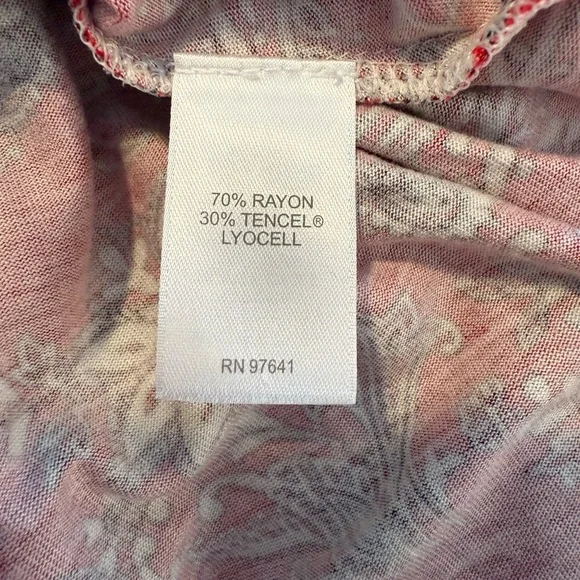 70% RAYON
30% TENCEL®
LYOCELL
RN 97641